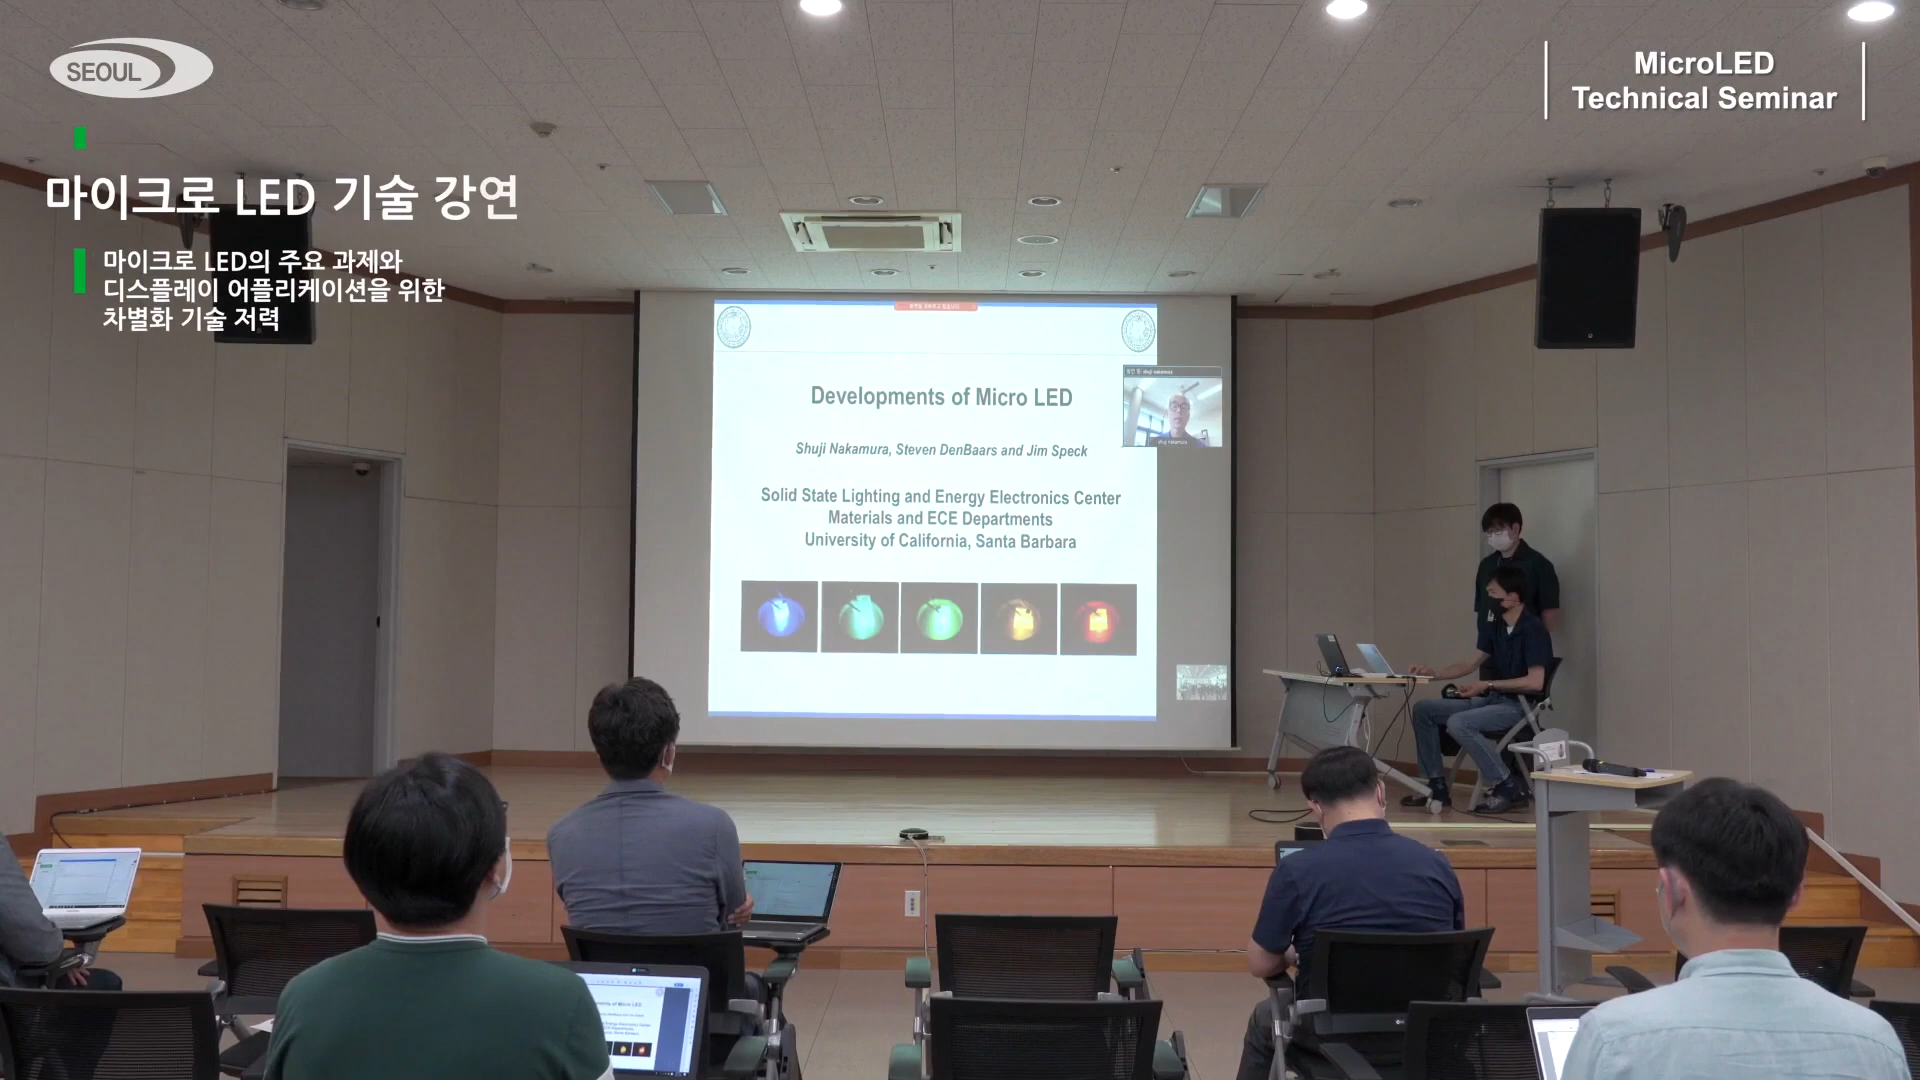 SEOUL
MicroLED
Technical Seminar
마이크로 LED 기술 강연
마이크로 LED의 주요 과제와
디스플레이 어플리케이션을 위한
차별화 기술 저력
Developments of Micro LED
Shuji Nakamura, Steven DenBaars and Jim Speck
Solid State Lighting and Energy Electronics Center
Materials and ECE Departments
University of California, Santa Barbara
shuji nakamura